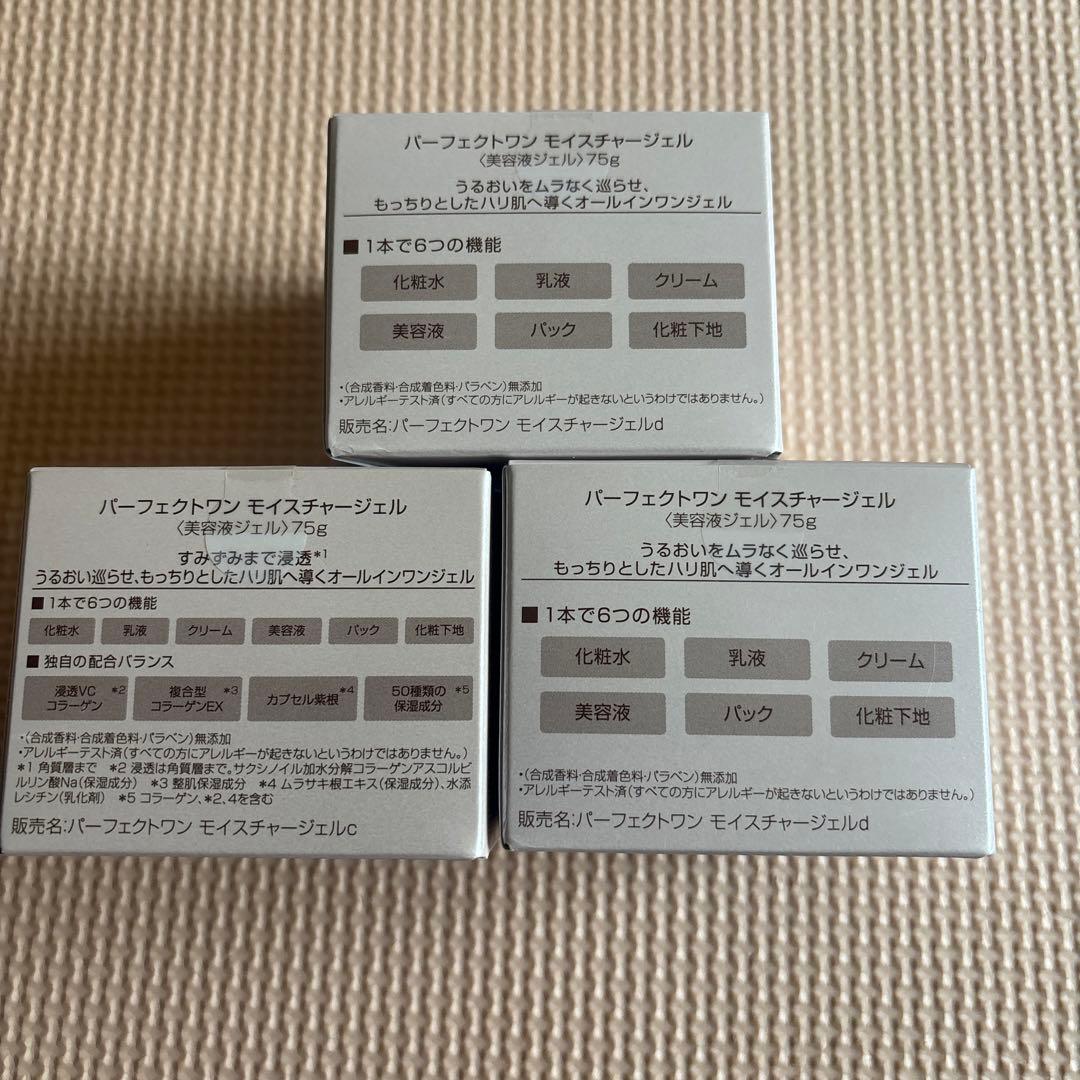 パーフェクトワン モイスチャージェル
〈美容液ジェル〉75g
うるおいをムラなく巡らせ、
もっちりとしたハリ肌へ導くオールインワンジェル
■ 1本で6つの機能
化粧水 乳液 クリーム
美容液 パック 化粧下地
・(合成香料・合成着色料・パラベン)無添加
・アレルギーテスト済(すべての方にアレルギーが起きないというわけではありません。)
販売名:パーフェクトワン モイスチャージェルd
パーフェクトワン モイスチャージェル
〈美容液ジェル〉75g
すみずみまで浸透*1
うるおい巡らせ、もっちりとしたハリ肌へ導くオールインワンジェル
■ 1本で6つの機能
化粧水 乳液 クリーム 美容液 パック 化粧下地
■ 独自の配合バランス
浸透VC *2 複合型 *3 カプセル紫根 *4 50種類の *5
コラーゲン コラーゲンEX 保湿成分
・(合成香料・合成着色料・パラベン)無添加
・アレルギーテスト済(すべての方にアレルギーが起きないというわけではありません。)
*1 角質層まで *2 浸透は角質層まで。サクシノイル加水分解コラーゲンアスコルビ
ルリン酸Na(保湿成分) *3 整肌保湿成分 *4 ムラサキ根エキス(保湿成分)、水添
レシチン(乳化剤) *5 コラーゲン、*2、4を含む
販売名:パーフェクトワン モイスチャージェルc
パーフェクトワン モイスチャージェル
〈美容液ジェル〉75g
うるおいをムラなく巡らせ、
もっちりとしたハリ肌へ導くオールインワンジェル
■ 1本で6つの機能
化粧水 乳液 クリーム
美容液 パック 化粧下地
・(合成香料・合成着色料・パラベン)無添加
・アレルギーテスト済(すべての方にアレルギーが起きないというわけではありません。)
販売名:パーフェクトワン モイスチャージェルd